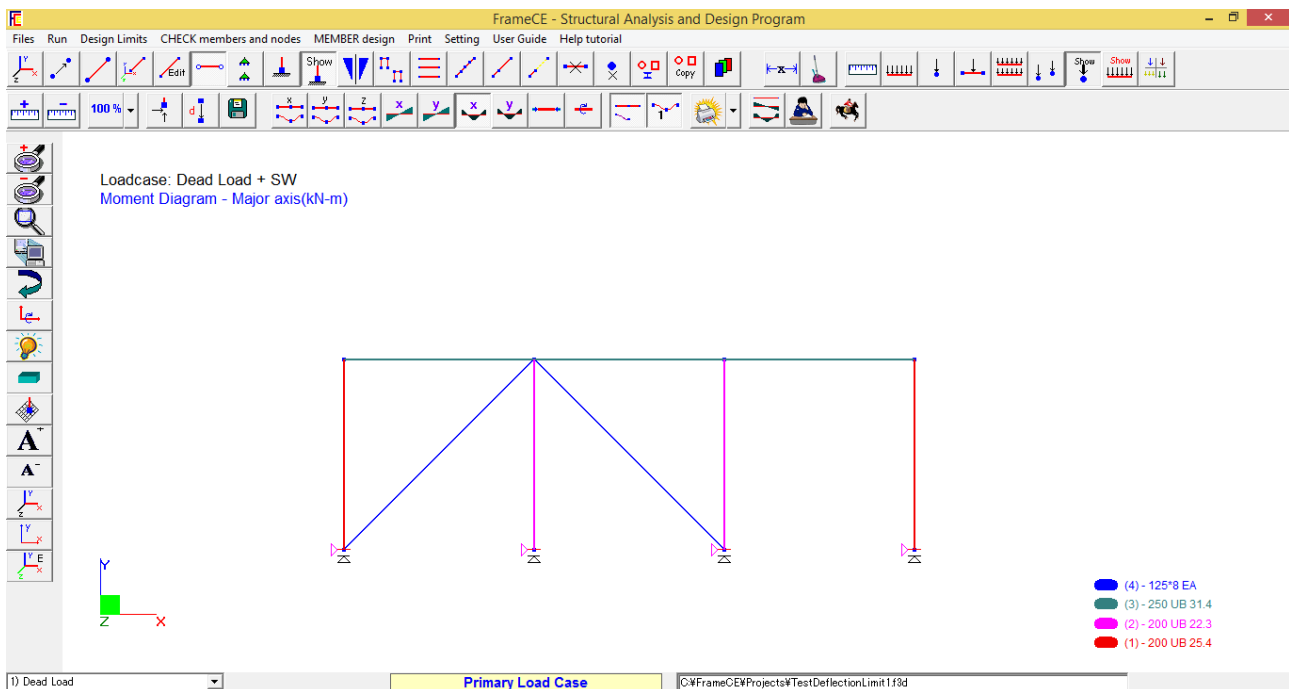 FC FrameCE - Structural Analysis and Design Program
Files Run Design Limits CHECK members and nodes MEMBER design Print Setting User Guide Help tutorial
Y X Z Edit Show Copy x Show Show
+ - 100 % d x y z x y x y 1
Loadcase: Dead Load + SW
Moment Diagram - Major axis(kN-m)
A+
A-
Y X Z
Y X
Y E X Z
Y
Z X
(4) - 125*8 EA
(3) - 250 UB 31.4
(2) - 200 UB 22.3
(1) - 200 UB 25.4
1) Dead Load Primary Load Case C:¥FrameCE¥Projects¥TestDeflectionLimit1.f3d